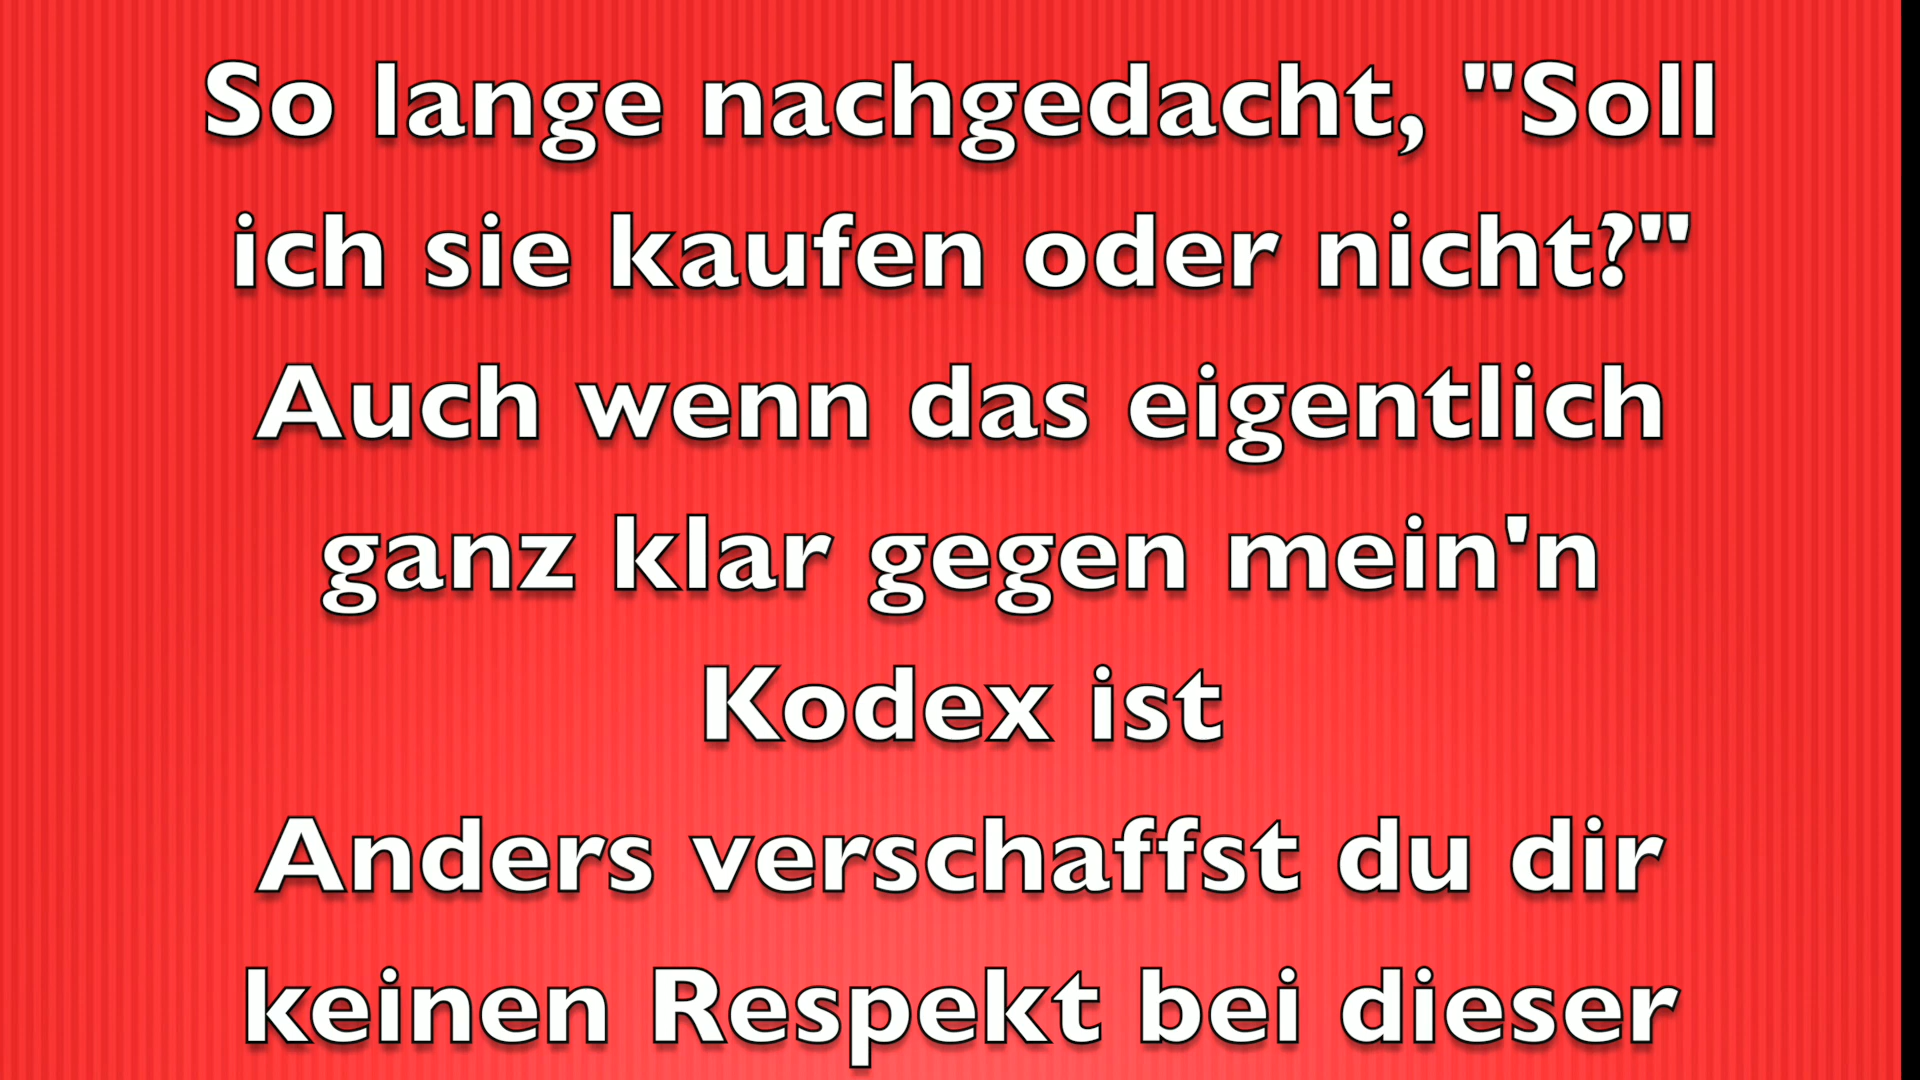 So lange nachgedacht, "Soll
ich sie kaufen oder nicht?"
Auch wenn das eigentlich
ganz klar gegen mein'n
Kodex ist
Anders verschaffst du dir
keinen Respekt bei dieser